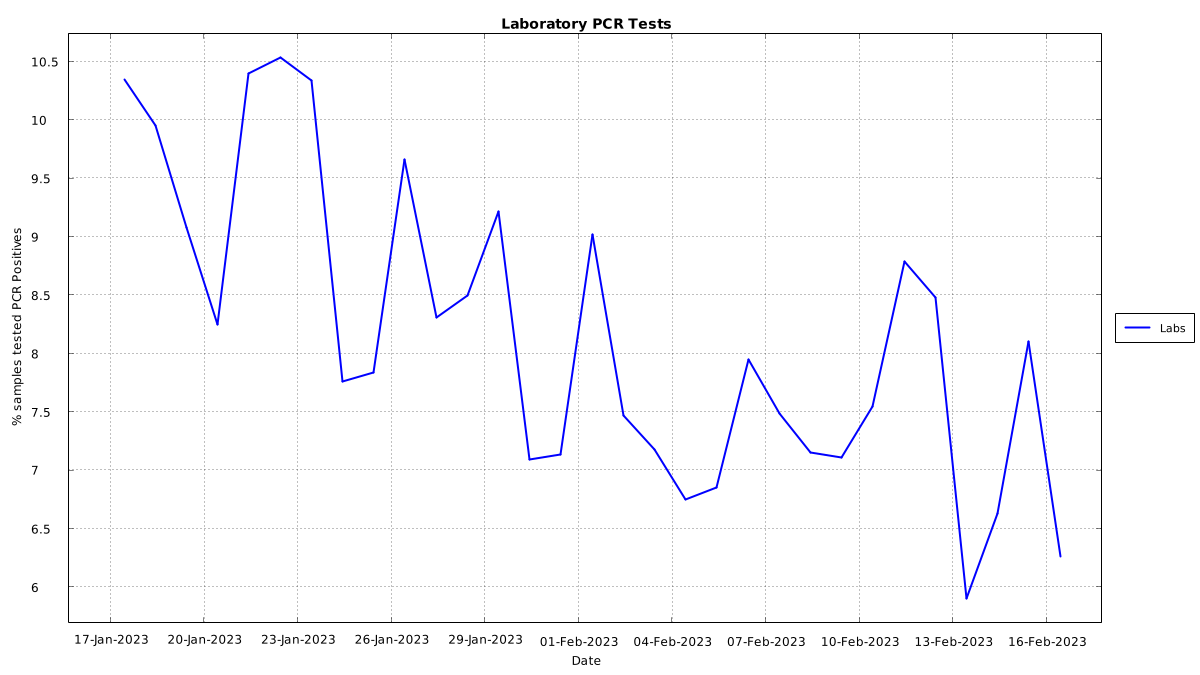 Laboratory PCR Tests
10.5
10
9.5
9
8.5
8
7.5
7
6.5
6
% samples tested PCR Positives
17-Jan-2023 20-Jan-2023 23-Jan-2023 26-Jan-2023 29-Jan-2023 01-Feb-2023 04-Feb-2023 07-Feb-2023 10-Feb-2023 13-Feb-2023 16-Feb-2023
Date
Labs